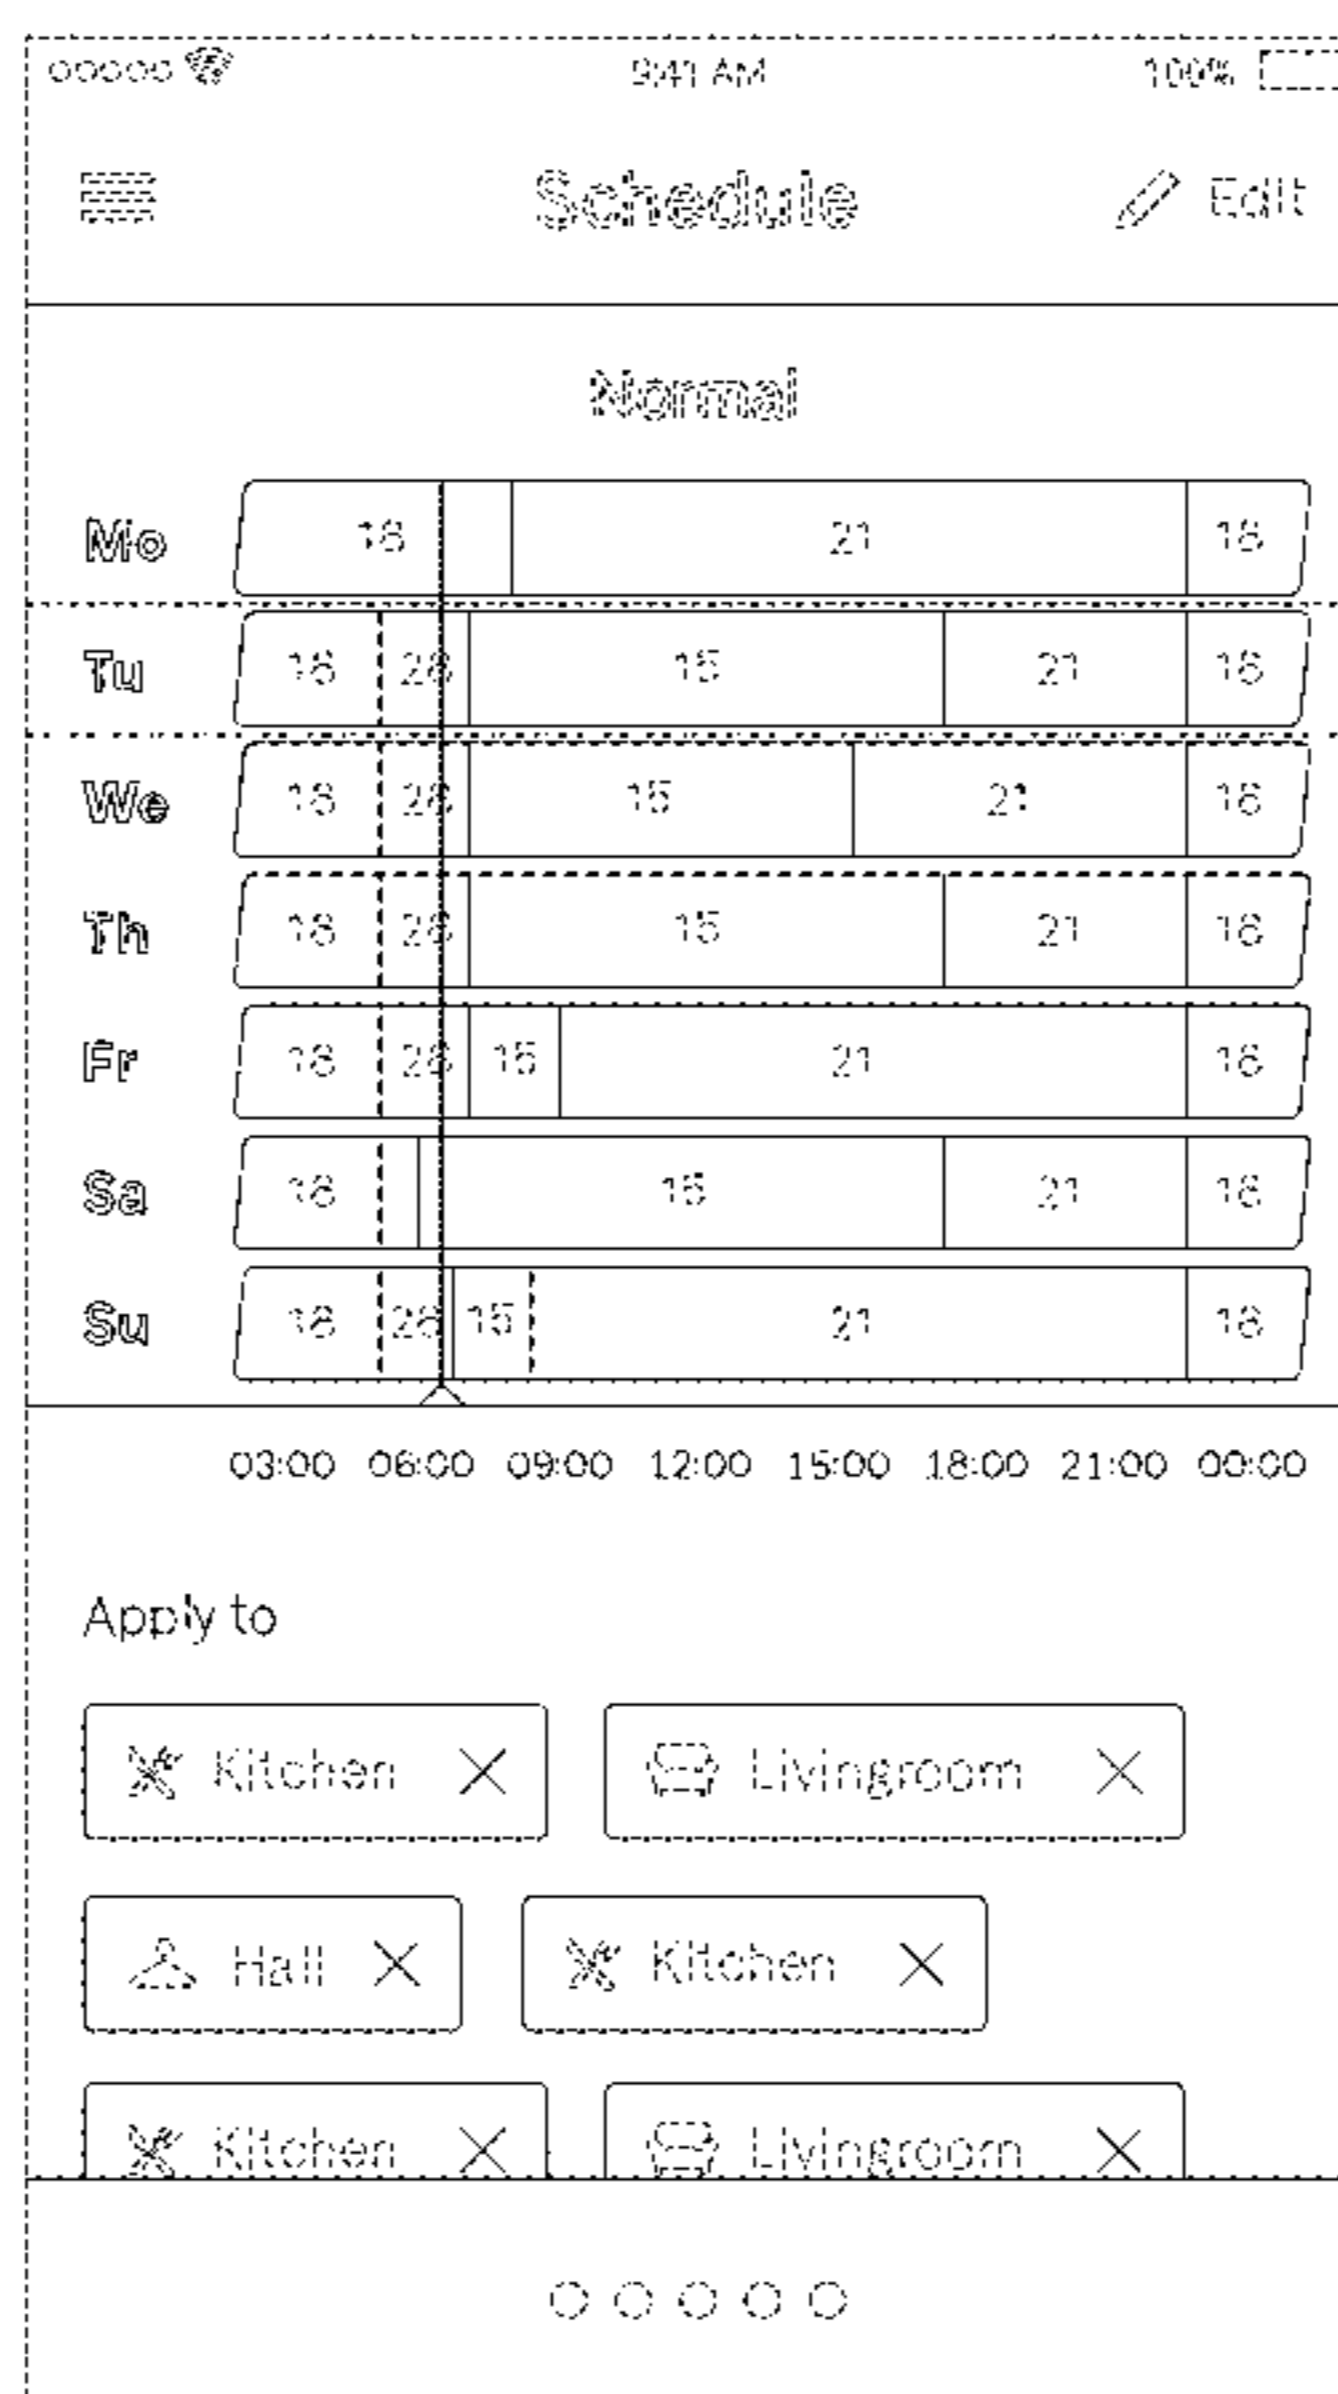 9:41 AM 100%
Schedule Edit
Normal
Mo 18 21 18
Tu 18 15 21 18
We 18 15 21 18
Th 18 15 21 18
Fr 18 15 21 18
Sa 18 15 21 18
Su 18 15 21 18
03:00 06:00 09:00 12:00 15:00 18:00 21:00 00:00
Apply to
Kitchen Livingroom
Hall Kitchen
Kitchen Livingroom